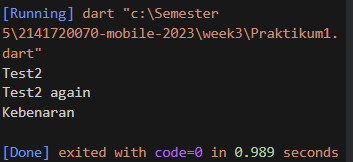 [Running] dart "c:\Semester
5\2141720070-mobile-2023\week3\Praktikum1.
dart"
Test2
Test2 again
Kebenaran
[Done] exited with code=0 in 0.989 seconds